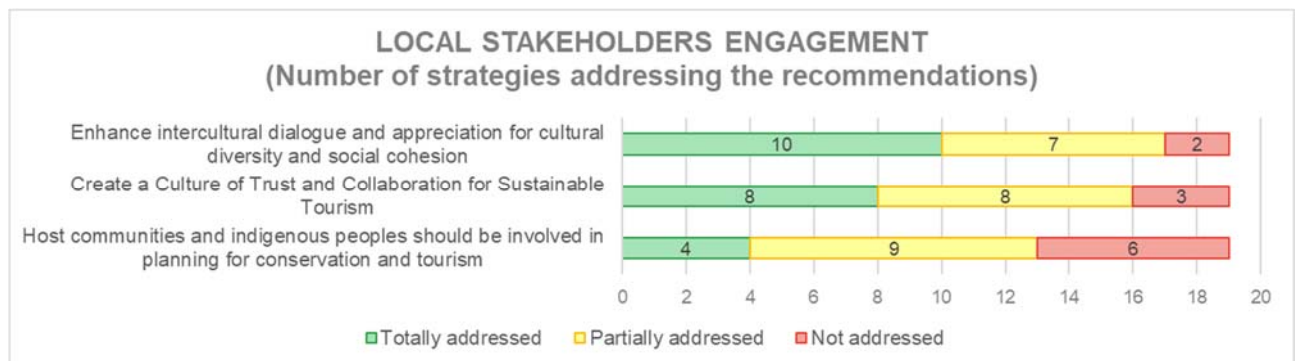 LOCAL STAKEHOLDERS ENGAGEMENT
(Number of strategies addressing the recommendations)
Enhance intercultural dialogue and appreciation for cultural
diversity and social cohesion
10 7 2
Create a Culture of Trust and Collaboration for Sustainable
Tourism
8 8 3
Host communities and indigenous peoples should be involved in
planning for conservation and tourism
4 9 6
0 2 4 6 8 10 12 14 16 18 20
Totally addressed Partially addressed Not addressed